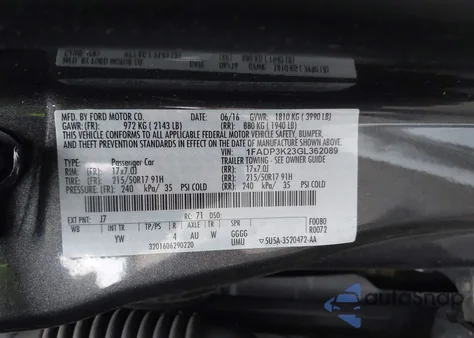 MFD. BY FORD MOTOR CO. DATE: 06/16 GVWR: 1810 KG ( 3990 LB)
GAWR: (FR): 972 KG ( 2143 LB) (RR): 880 KG ( 1940 LB)
THIS VEHICLE CONFORMS TO ALL APPLICABLE FEDERAL MOTOR VEHICLE SAFETY, BUMPER,
AND THEFT PREVENTION STANDARDS IN EFFECT ON THE DATE OF MANUFACTURE SHOWN ABOVE.
VIN: 1FADP3K23GL362089
TYPE: Passenger Car TRAILER TOWING - SEE OWNER GUIDE
RIM: 17x7.0J 17x7.0J
TIRE: (FR) 215/50R17 91H (RR) 215/50R17 91H
PRESSURE: (FR) 240 kPa/ 35 PSI COLD (RR) 240 kPa/ 35 PSI COLD
EXT PNT: J7 RC: 71 DSO: F0080
WB INT TR TP/PS R AXLE TR SPR R0072
YW 4 AU W GGGG
3201606290220 UMU 5U5A-3520472-AA
autoSnap